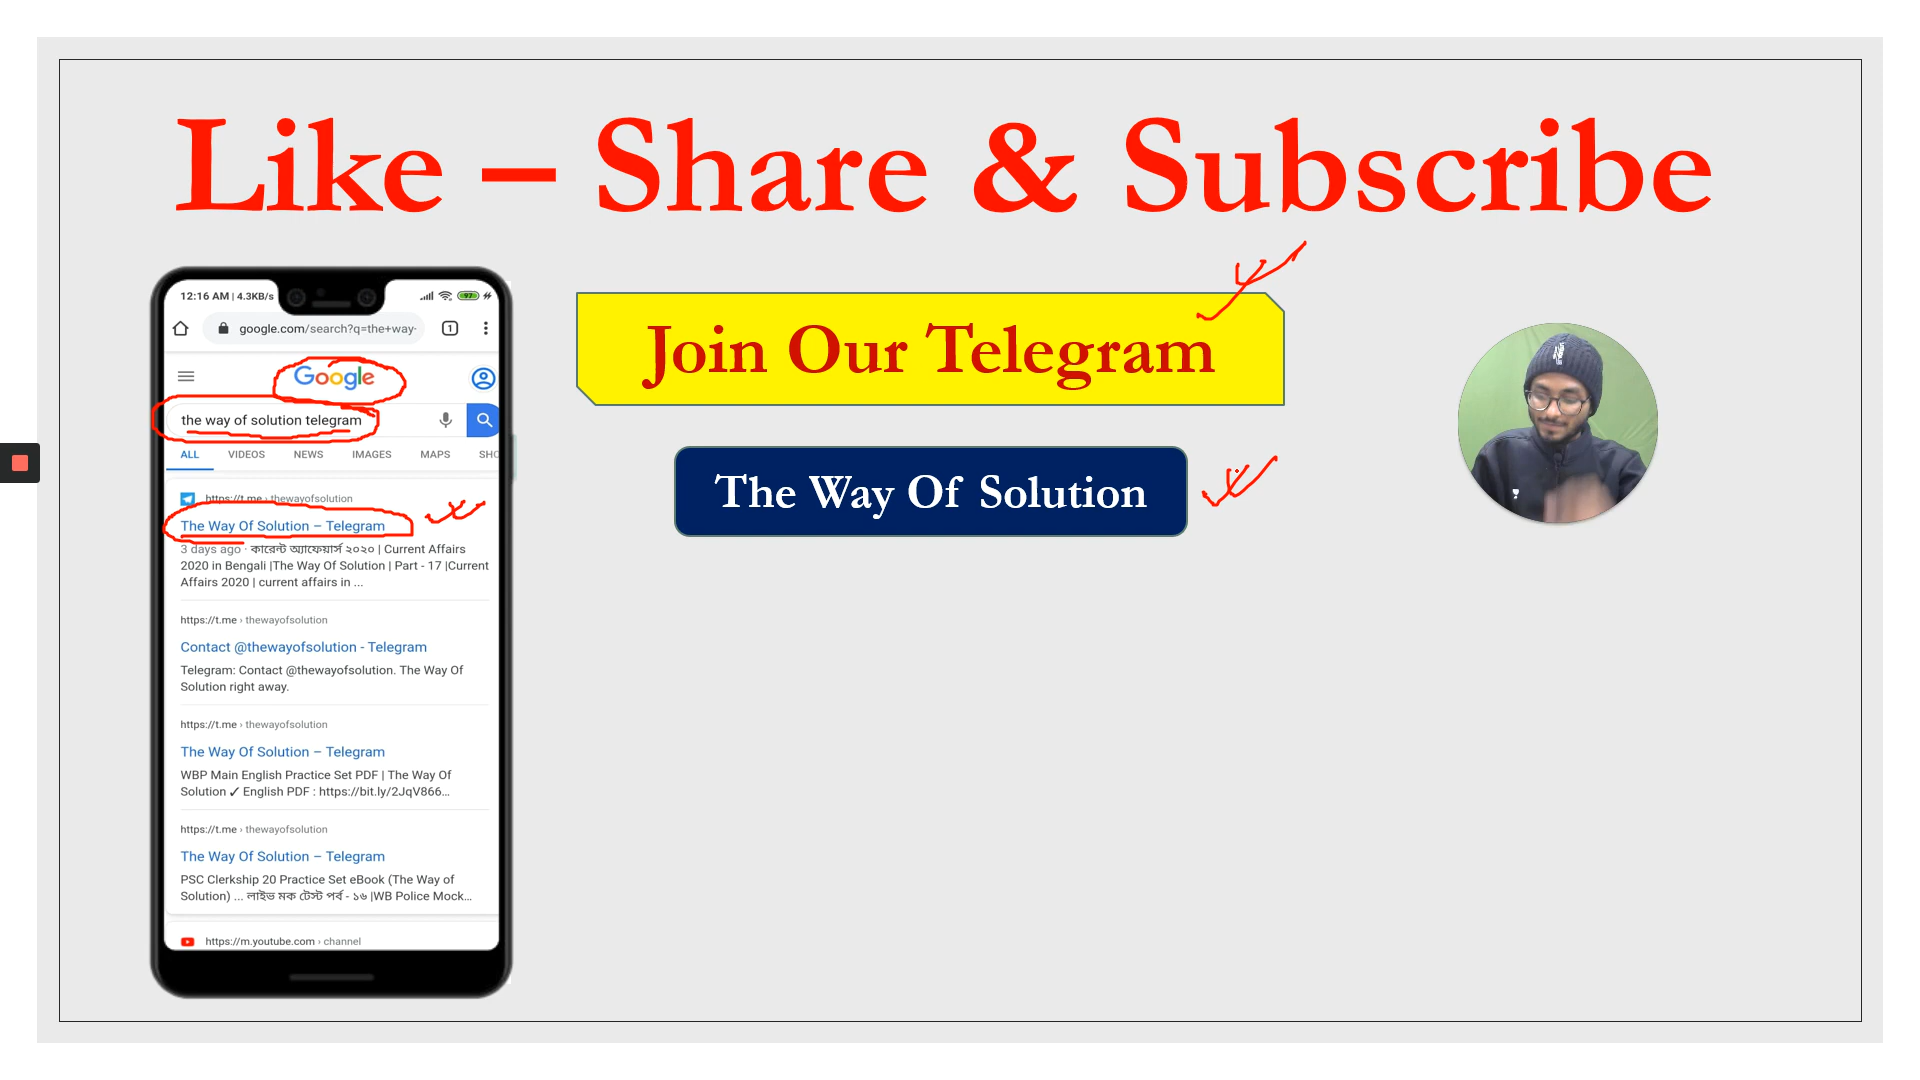 Like – Share & Subscribe
12:16 AM | 4.3KB/s
97
google.com/search?q=the+way-
1
Google
the way of solution telegram
ALL VIDEOS NEWS IMAGES MAPS SHO
https://t.me › thewayofsolution
The Way Of Solution – Telegram
3 days ago · কারেন্ট অ্যাফেয়ার্স ২০২০ | Current Affairs
2020 in Bengali |The Way Of Solution | Part - 17 |Current
Affairs 2020 | current affairs in ...
https://t.me › thewayofsolution
Contact @thewayofsolution - Telegram
Telegram: Contact @thewayofsolution. The Way Of
Solution right away.
https://t.me › thewayofsolution
The Way Of Solution – Telegram
WBP Main English Practice Set PDF | The Way Of
Solution ✓ English PDF : https://bit.ly/2JqV866...
https://t.me › thewayofsolution
The Way Of Solution – Telegram
PSC Clerkship 20 Practice Set eBook (The Way of
Solution) ... লাইভ মক টেস্ট পর্ব - ১৬ |WB Police Mock...
https://m.youtube.com › channel
Join Our Telegram
The Way Of Solution